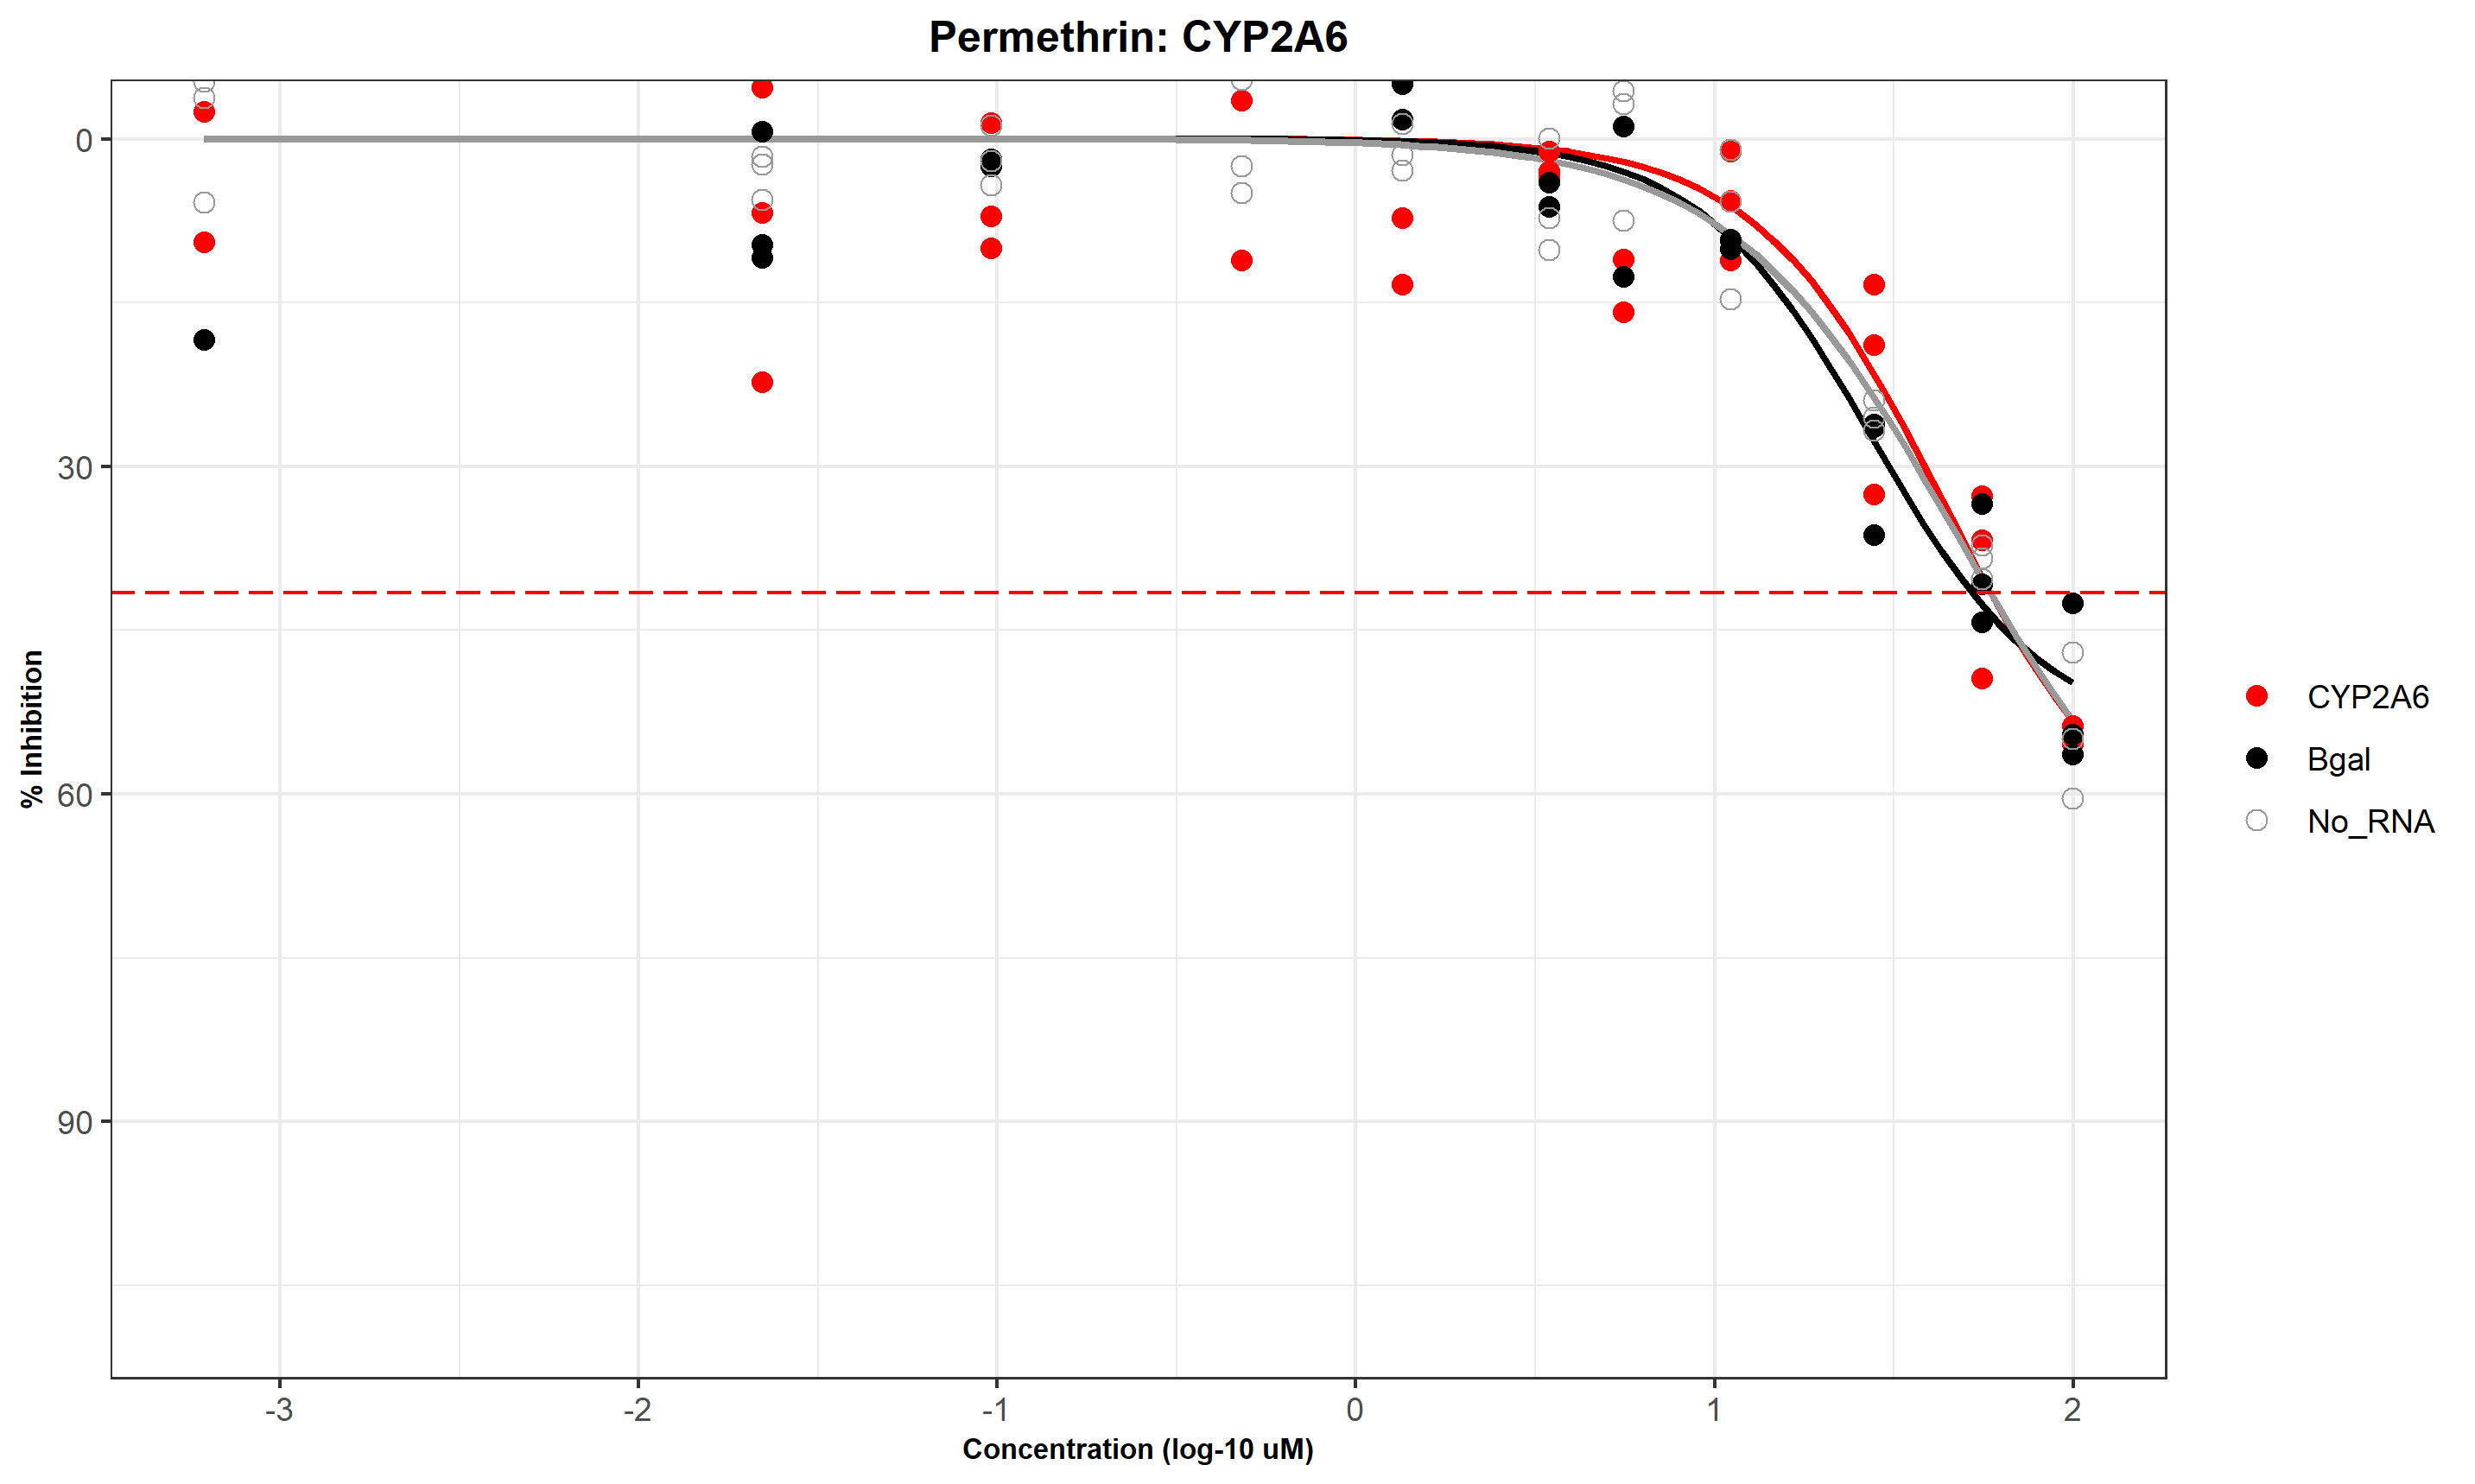 Permethrin: CYP2A6
0
30
60
90
% Inhibition
-3
-2
-1
0
1
2
Concentration (log-10 uM)
CYP2A6
Bgal
No_RNA